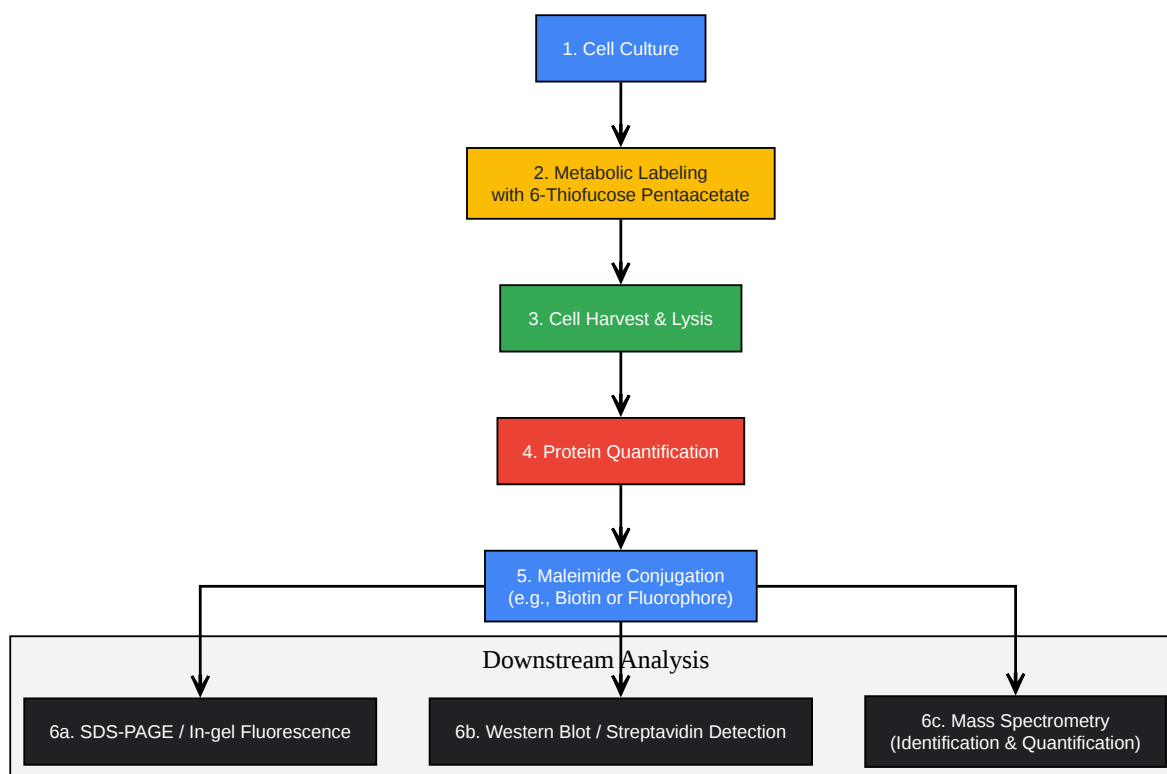 1. Cell Culture
2. Metabolic Labeling
with 6-Thiofucose Pentaacetate
3. Cell Harvest & Lysis
4. Protein Quantification
5. Maleimide Conjugation
(e.g., Biotin or Fluorophore)
Downstream Analysis
6a. SDS-PAGE / In-gel Fluorescence
6b. Western Blot / Streptavidin Detection
6c. Mass Spectrometry
(Identification & Quantification)